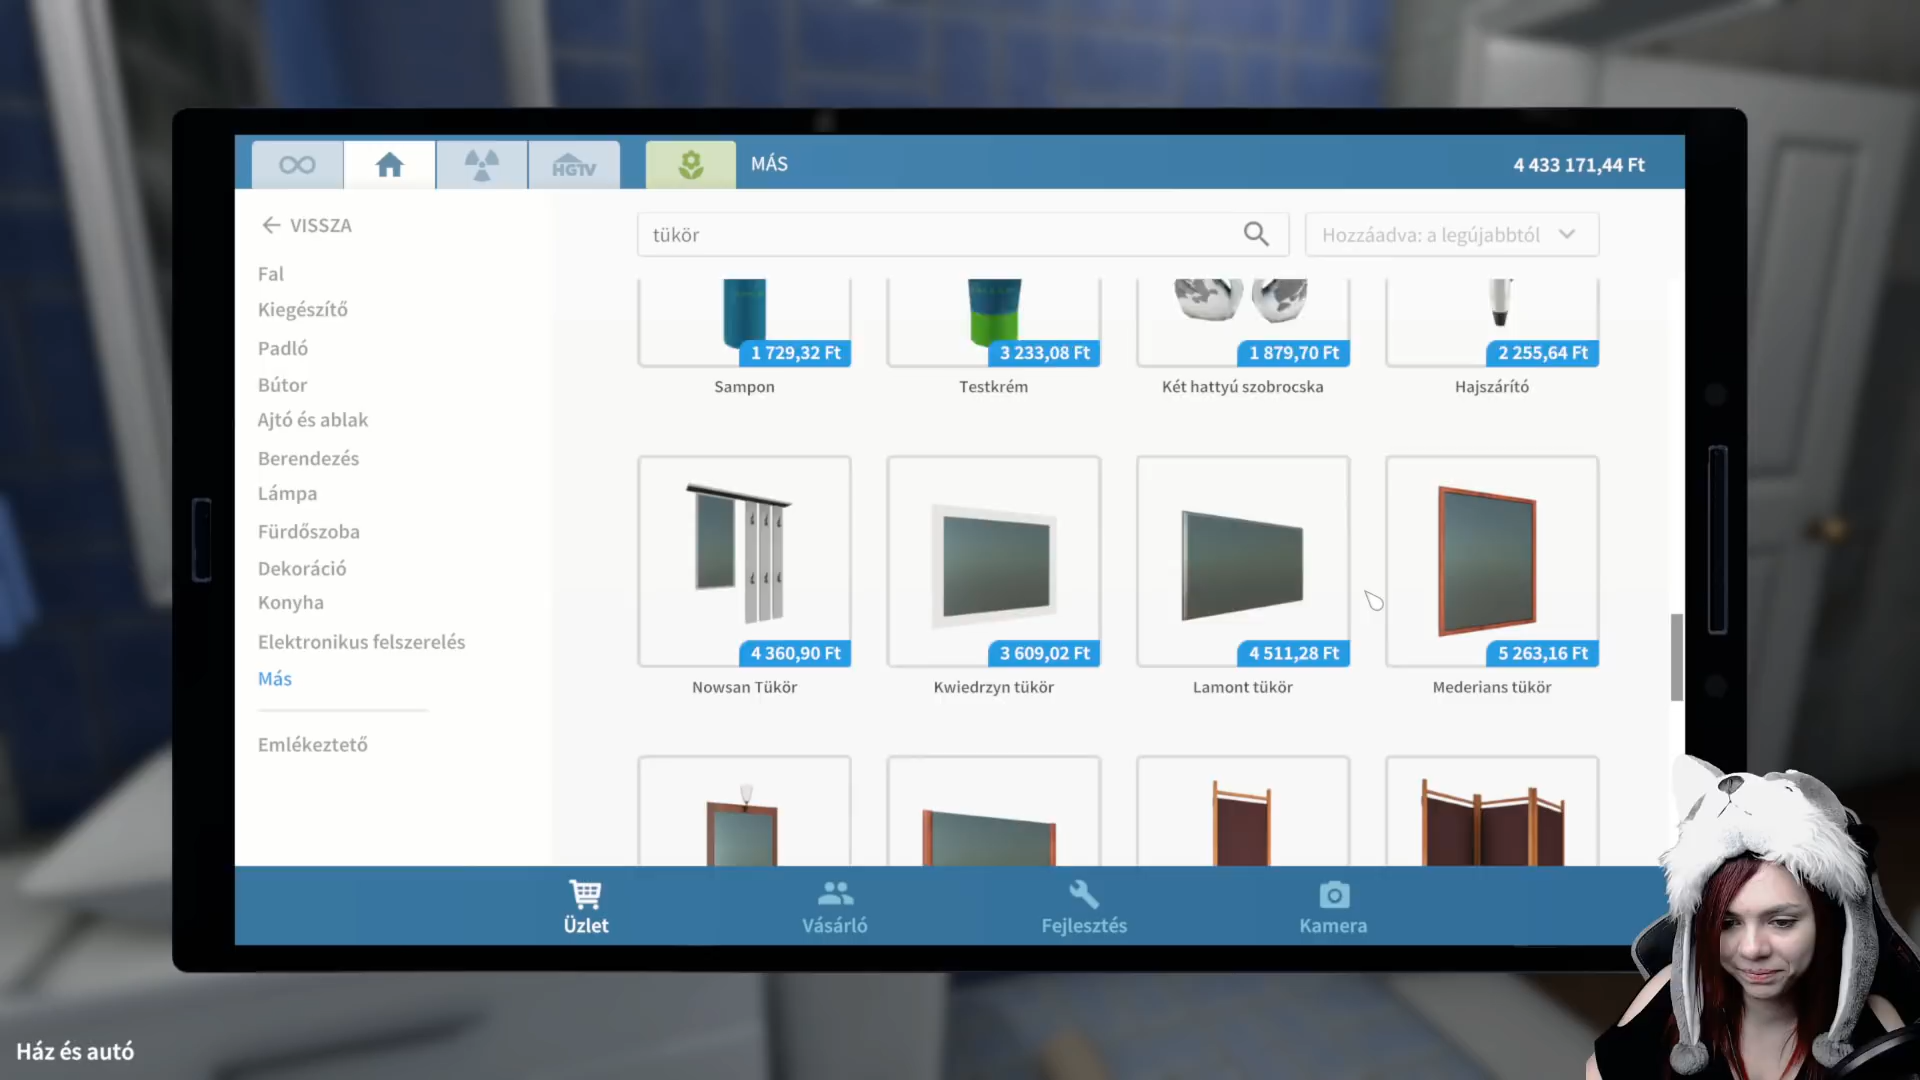 HGTV
MÁS
4 433 171,44 Ft
VISSZA
tükör
Hozzáadva: a legújabbtól
Fal
Kiegészítő
Padló
Bútor
Ajtó és ablak
Berendezés
Lámpa
Fürdőszoba
Dekoráció
Konyha
Elektronikus felszerelés
Más
Emlékeztető
1 729,32 Ft
3 233,08 Ft
1 879,70 Ft
2 255,64 Ft
Sampon
Testkrém
Két hattyú szobrocska
Hajszárító
4 360,90 Ft
3 609,02 Ft
4 511,28 Ft
5 263,16 Ft
Nowsan Tükör
Kwiedrzyn tükör
Lamont tükör
Mederians tükör
Üzlet
Vásárló
Fejlesztés
Kamera
Ház és autó